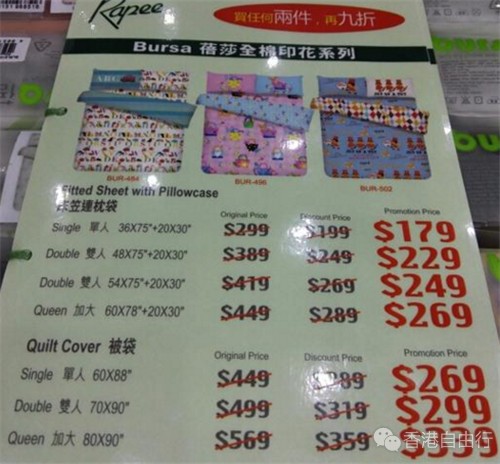 Rapee
買任何兩件，再九折
Bursa 蓓莎全棉印花系列
ABC
BUR-484
BUR-496
BUR-502
Fitted Sheet with Pillowcase
床笠連枕袋
Original Price Discount Price Promotion Price
Single 單人 36X75"+20X30" $299 $199 $179
Double 雙人 48X75"+20X30" $389 $249 $229
Double 雙人 54X75"+20X30" $419 $269 $249
Queen 加大 60X78"+20X30" $449 $289 $269
Quilt Cover 被袋
Original Price Discount Price Promotion Price
Single 單人 60X88" $449 $289 $269
Double 雙人 70X90" $499 $319 $299
Queen 加大 80X90" $569 $359 $339
香港自由行